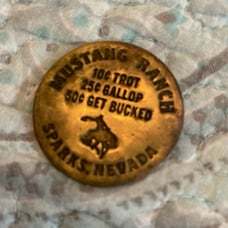 MUSTANG RANCH
10¢ TROT
25¢ GALLOP
50¢ GET BUCKED
SPARKS, NEVADA